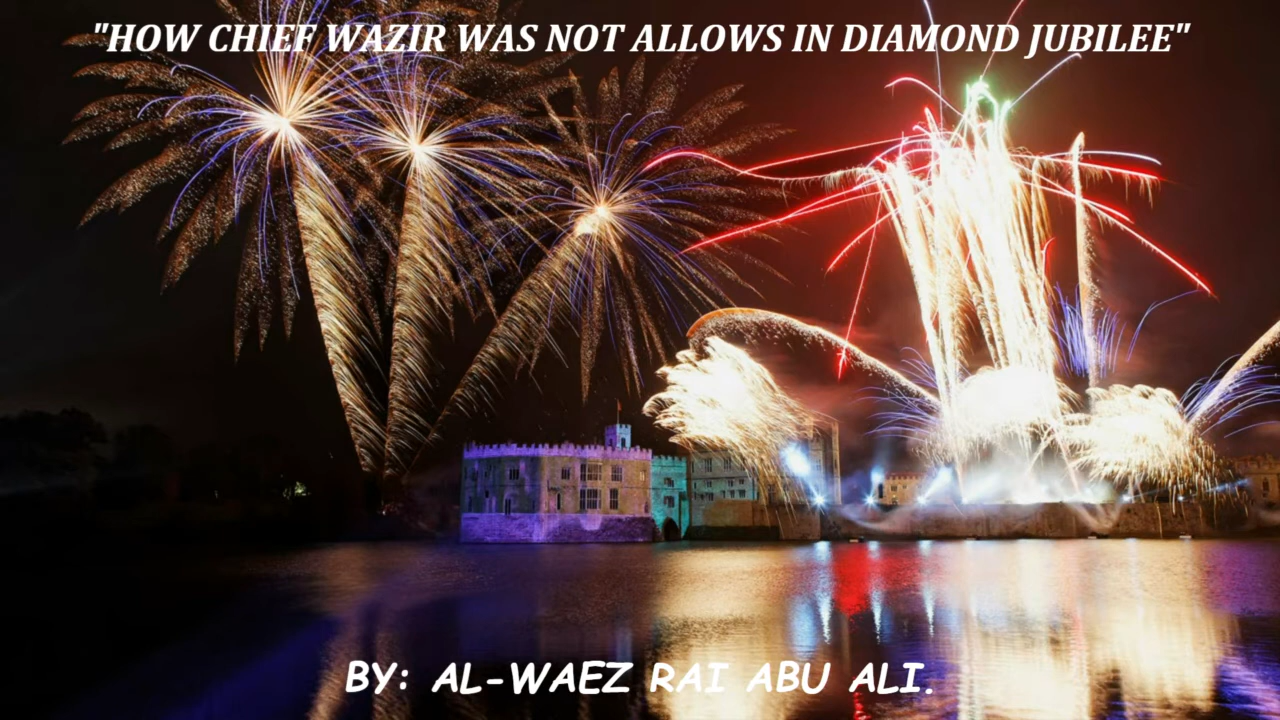 "HOW CHIEF WAZIR WAS NOT ALLOWS IN DIAMOND JUBILEE"
BY: AL-WAEZ RAI ABU ALI.